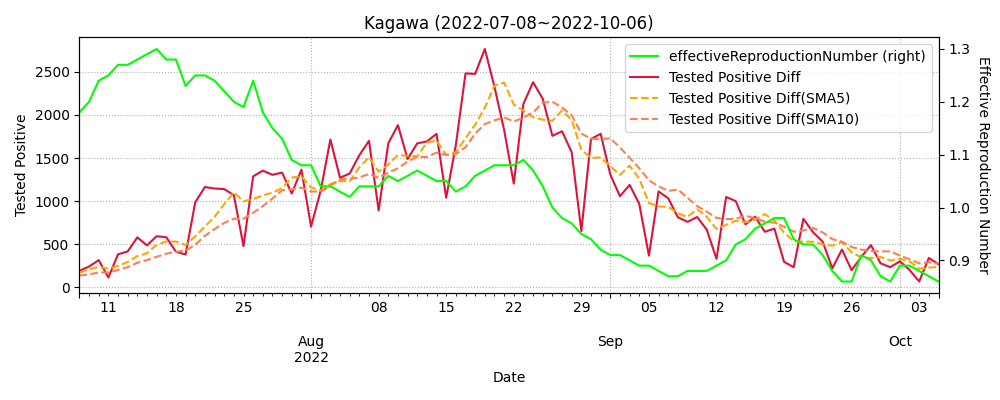 Kagawa (2022-07-08~2022-10-06)
effectiveReproductionNumber (right)
Tested Positive Diff
Tested Positive Diff(SMA5)
Tested Positive Diff(SMA10)
Tested Positive
2500
2000
1500
1000
500
0
1.3
1.2
1.1
1.0
0.9
Effective Reproduction Number
11 18 25 08 15 22 29 05 12 19 26 03
Aug Sep Oct
2022
Date